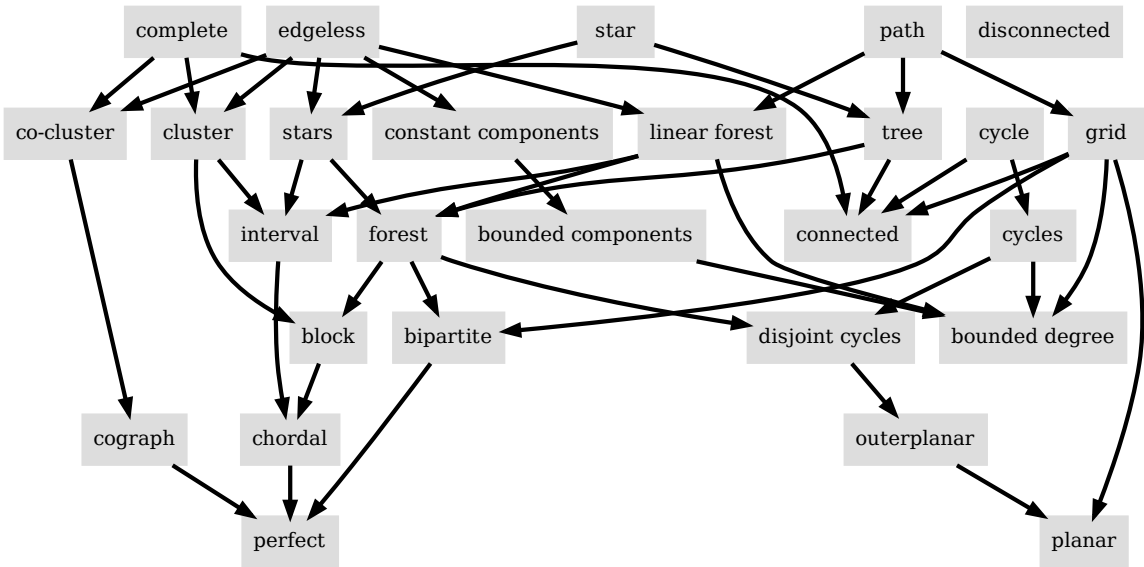 complete
edgeless
star
path
disconnected
co-cluster
cluster
stars
constant components
linear forest
tree
cycle
grid
interval
forest
bounded components
connected
cycles
block
bipartite
disjoint cycles
bounded degree
cograph
chordal
outerplanar
perfect
planar